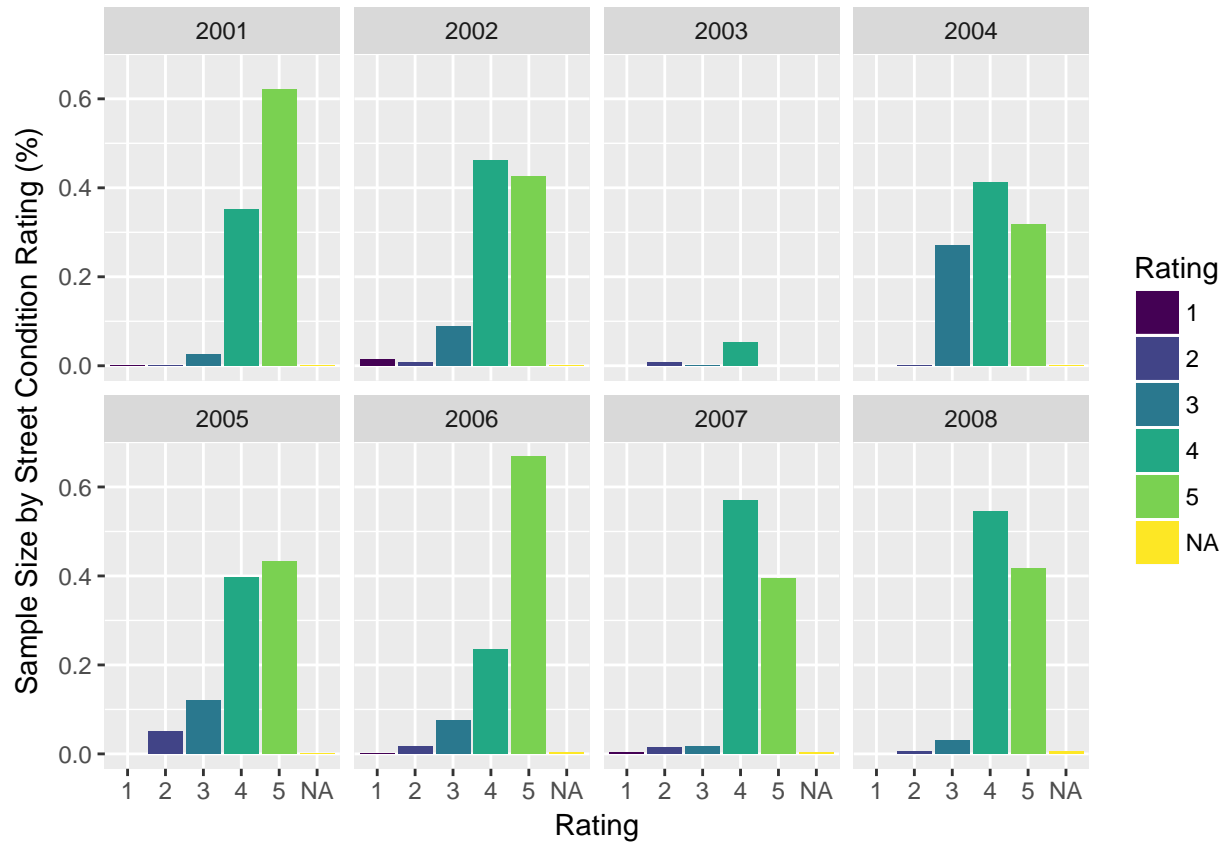 2001 2002 2003 2004
0.6
0.4
0.2
0.0
2005 2006 2007 2008
0.6
0.4
0.2
0.0
1 2 3 4 5 NA 1 2 3 4 5 NA 1 2 3 4 5 NA 1 2 3 4 5 NA
Rating
Sample Size by Street Condition Rating (%)
Rating
1
2
3
4
5
NA